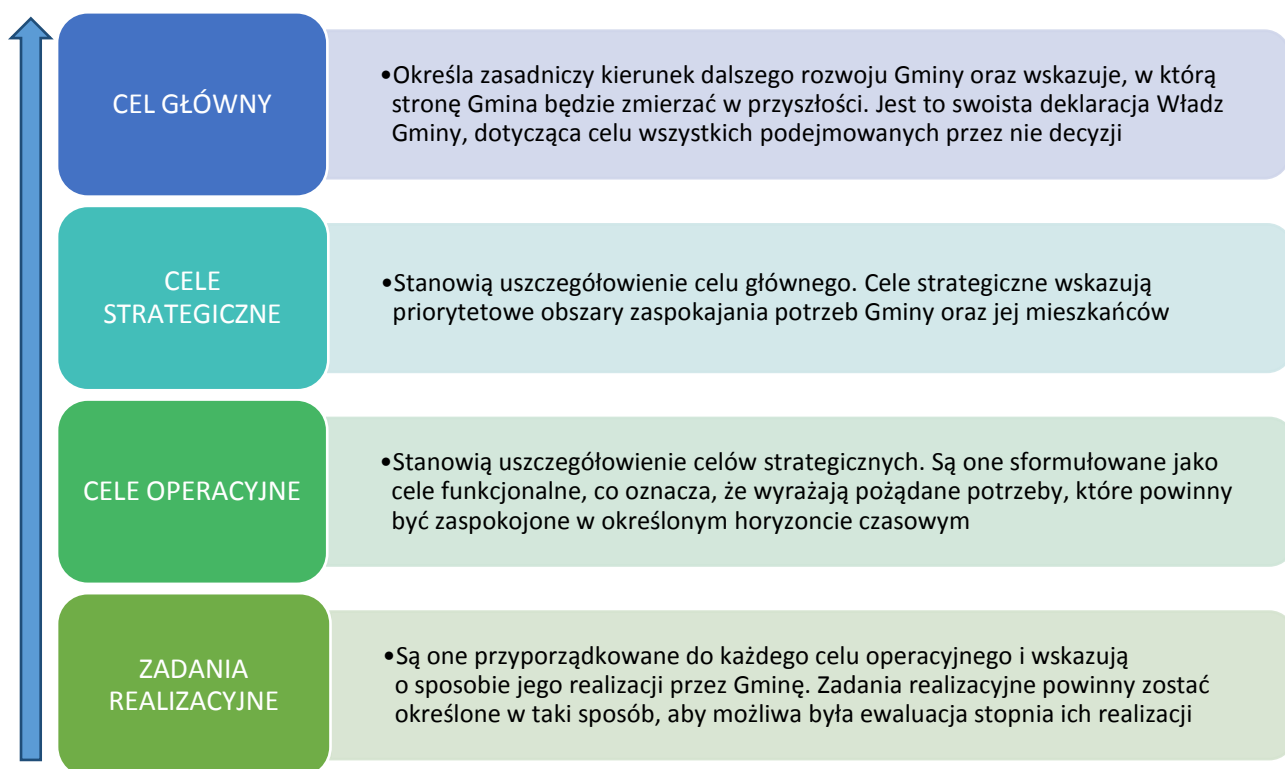 CEL GŁÓWNY
•Określa zasadniczy kierunek dalszego rozwoju Gminy oraz wskazuje, w którą
stronę Gmina będzie zmierzać w przyszłości. Jest to swoista deklaracja Władz
Gminy, dotycząca celu wszystkich podejmowanych przez nie decyzji
CELE
STRATEGICZNE
•Stanowią uszczegółowienie celu głównego. Cele strategiczne wskazują
priorytetowe obszary zaspokajania potrzeb Gminy oraz jej mieszkańców
CELE OPERACYJNE
•Stanowią uszczegółowienie celów strategicznych. Są one sformułowane jako
cele funkcjonalne, co oznacza, że wyrażają pożądane potrzeby, które powinny
być zaspokojone w określonym horyzoncie czasowym
ZADANIA
REALIZACYJNE
•Są one przyporządkowane do każdego celu operacyjnego i wskazują
o sposobie jego realizacji przez Gminę. Zadania realizacyjne powinny zostać
określone w taki sposób, aby możliwa była ewaluacja stopnia ich realizacji